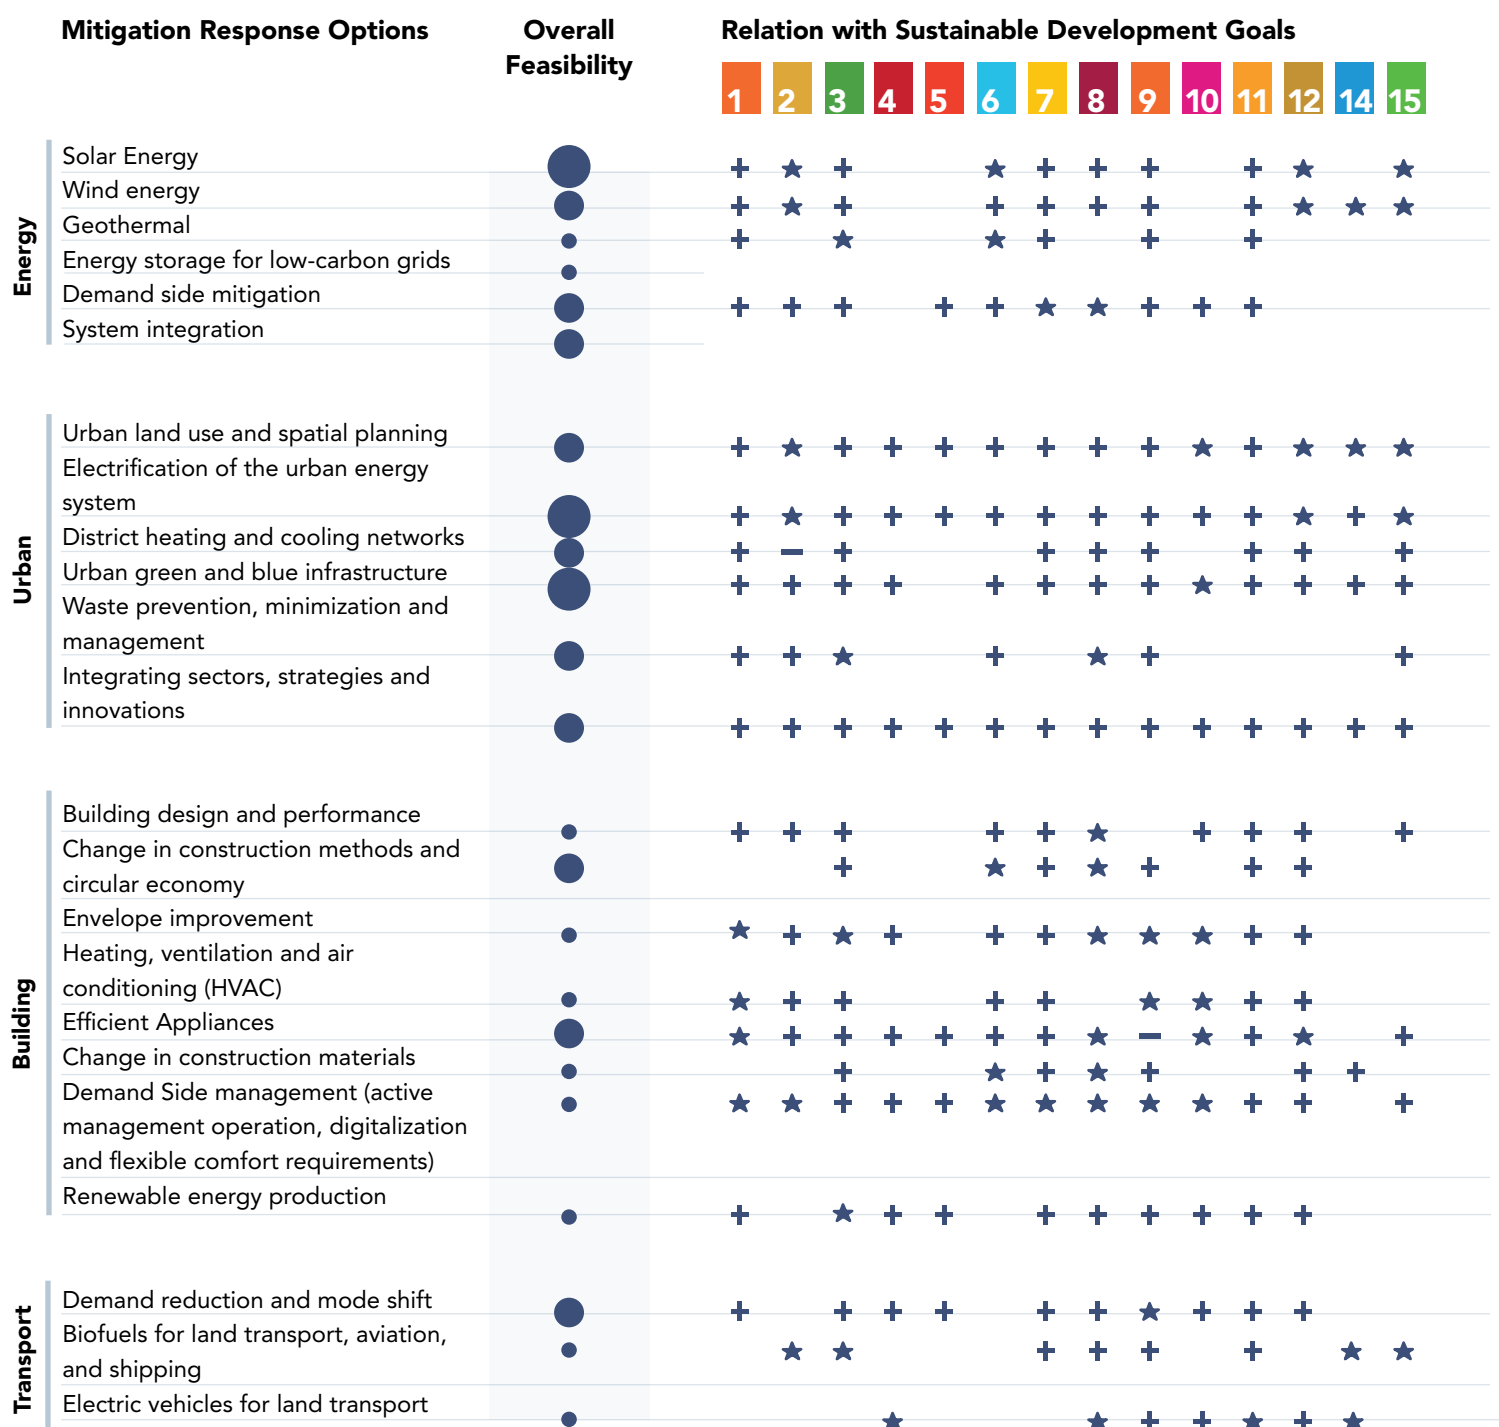 Mitigation Response Options
Overall
Feasibility
Relation with Sustainable Development Goals
1 2 3 4 5 6 7 8 9 10 11 12 14 15
Energy
Solar Energy
Wind energy
Geothermal
Energy storage for low-carbon grids
Demand side mitigation
System integration
Urban
Urban land use and spatial planning
Electrification of the urban energy
system
District heating and cooling networks
Urban green and blue infrastructure
Waste prevention, minimization and
management
Integrating sectors, strategies and
innovations
Building
Building design and performance
Change in construction methods and
circular economy
Envelope improvement
Heating, ventilation and air
conditioning (HVAC)
Efficient Appliances
Change in construction materials
Demand Side management (active
management operation, digitalization
and flexible comfort requirements)
Renewable energy production
Transport
Demand reduction and mode shift
Biofuels for land transport, aviation,
and shipping
Electric vehicles for land transport